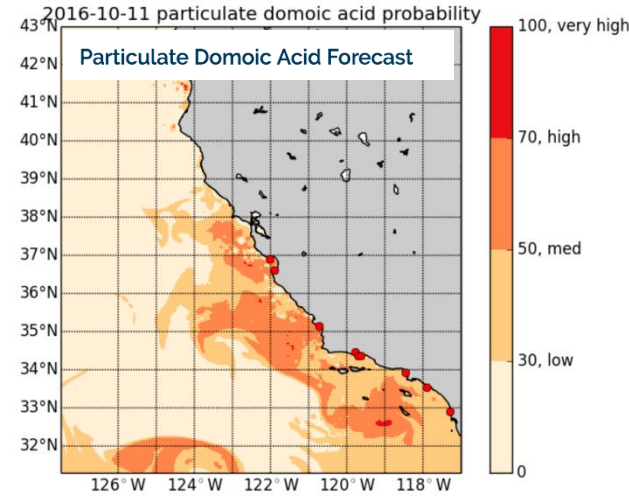 2016-10-11 particulate domoic acid probability
Particulate Domoic Acid Forecast
43°N
42°N
41°N
40°N
39°N
38°N
37°N
36°N
35°N
34°N
33°N
32°N
126°W 124°W 122°W 120°W 118°W
100, very high
70, high
50, med
30, low
0